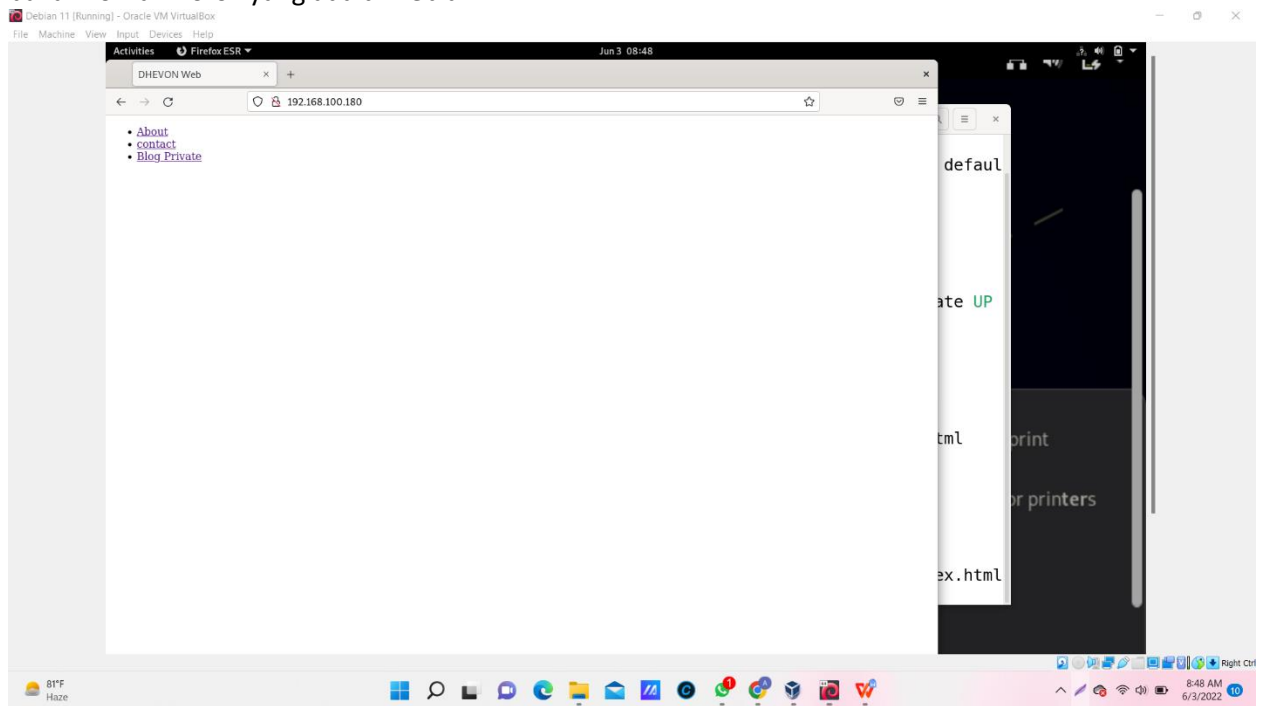 Debian 11 [Running] - Oracle VM VirtualBox
File Machine View Input Devices Help
Activities Firefox ESR Jun 3 08:48
DHEVON Web
192.168.100.180
About
contact
Blog Private
defaul
ate UP
tml
print
or printers
ex.html
Right Ctrl
81°F
Haze
1
8:48 AM
6/3/2022
10